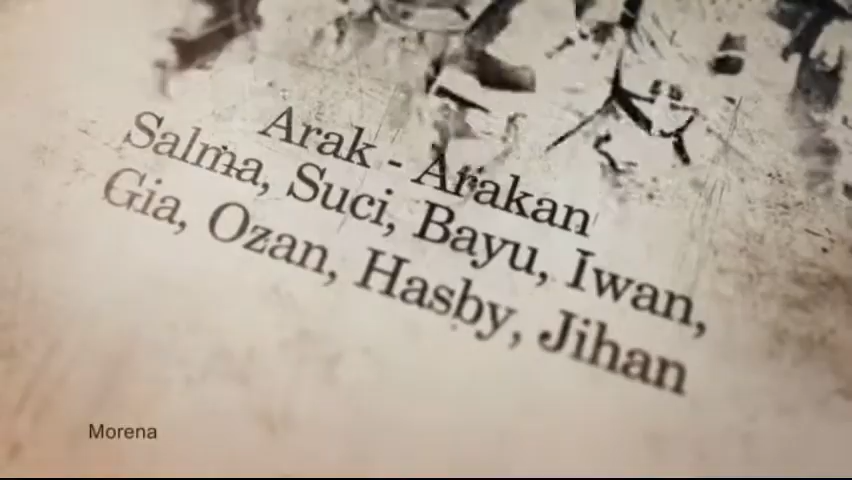 Arak - Arakan
Salma, Suci, Bayu, Iwan,
Gia, Ozan, Hasby, Jihan
Morena